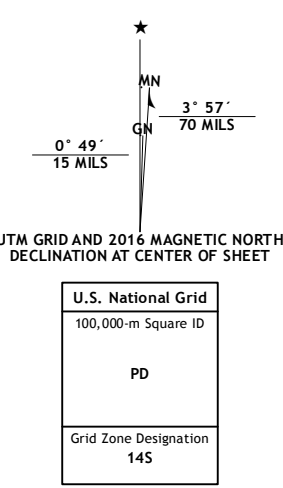 MN
3° 57´
70 MILS
GN
0° 49´
15 MILS
UTM GRID AND 2016 MAGNETIC NORTH
DECLINATION AT CENTER OF SHEET
U.S. National Grid
100,000-m Square ID
PD
Grid Zone Designation
14S